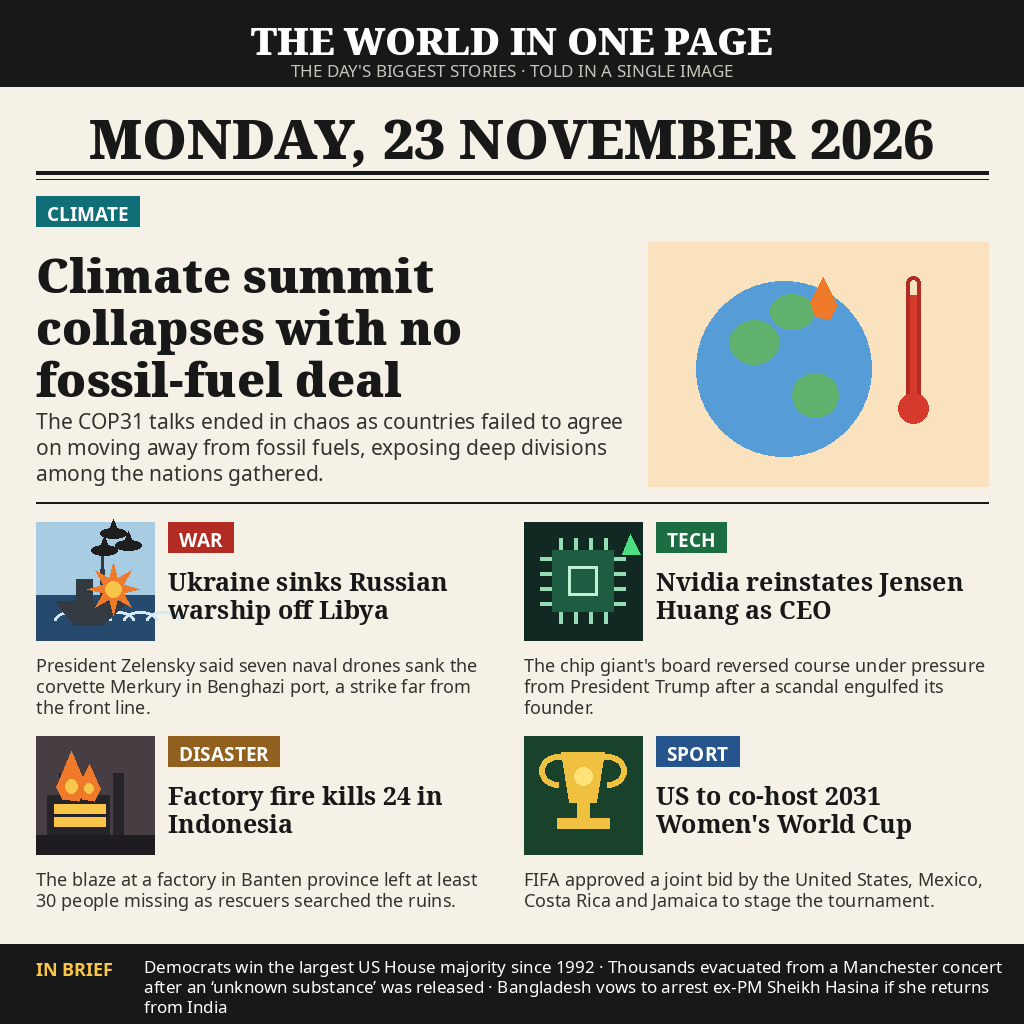 THE WORLD IN ONE PAGE
THE DAY'S BIGGEST STORIES · TOLD IN A SINGLE IMAGE
MONDAY, 23 NOVEMBER 2026
CLIMATE
Climate summit
collapses with no
fossil-fuel deal
The COP31 talks ended in chaos as countries failed to agree
on moving away from fossil fuels, exposing deep divisions
among the nations gathered.
WAR
Ukraine sinks Russian
warship off Libya
President Zelensky said seven naval drones sank the
corvette Merkury in Benghazi port, a strike far from
the front line.
TECH
Nvidia reinstates Jensen
Huang as CEO
The chip giant's board reversed course under pressure
from President Trump after a scandal engulfed its
founder.
DISASTER
Factory fire kills 24 in
Indonesia
The blaze at a factory in Banten province left at least
30 people missing as rescuers searched the ruins.
SPORT
US to co-host 2031
Women's World Cup
FIFA approved a joint bid by the United States, Mexico,
Costa Rica and Jamaica to stage the tournament.
IN BRIEF
Democrats win the largest US House majority since 1992 · Thousands evacuated from a Manchester concert
after an ‘unknown substance’ was released · Bangladesh vows to arrest ex-PM Sheikh Hasina if she returns
from India